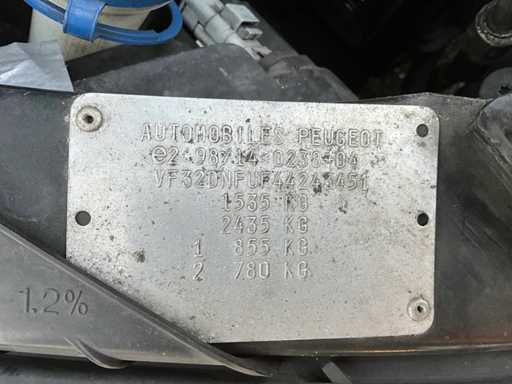 AUTOMOBILES PEUGEOT
e2*98/14*0238*04
VF32DNFUF44243451
1535 KG
2435 KG
1 855 KG
2 780 KG
1.2%